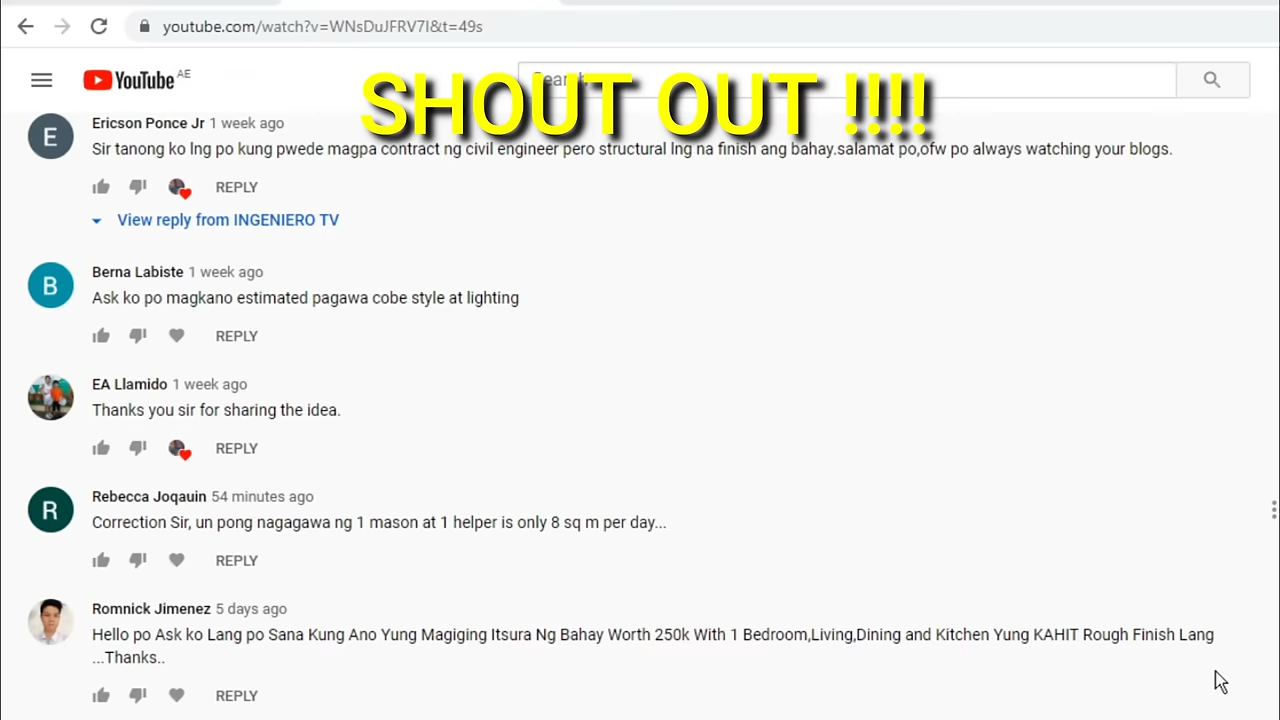 youtube.com/watch?v=WNsDuJFRV7I&t=49s
YouTube AE
Search
SHOUT OUT !!!!
E
Ericson Ponce Jr 1 week ago
Sir tanong ko lng po kung pwede magpa contract ng civil engineer pero structural lng na finish ang bahay.salamat po,ofw po always watching your blogs.
REPLY
View reply from INGENIERO TV
B
Berna Labiste 1 week ago
Ask ko po magkano estimated pagawa cobe style at lighting
REPLY
EA Llamido 1 week ago
Thanks you sir for sharing the idea.
REPLY
R
Rebecca Joqauin 54 minutes ago
Correction Sir, un pong nagagawa ng 1 mason at 1 helper is only 8 sq m per day...
REPLY
Romnick Jimenez 5 days ago
Hello po Ask ko Lang po Sana Kung Ano Yung Magiging Itsura Ng Bahay Worth 250k With 1 Bedroom,Living,Dining and Kitchen Yung KAHIT Rough Finish Lang
...Thanks..
REPLY